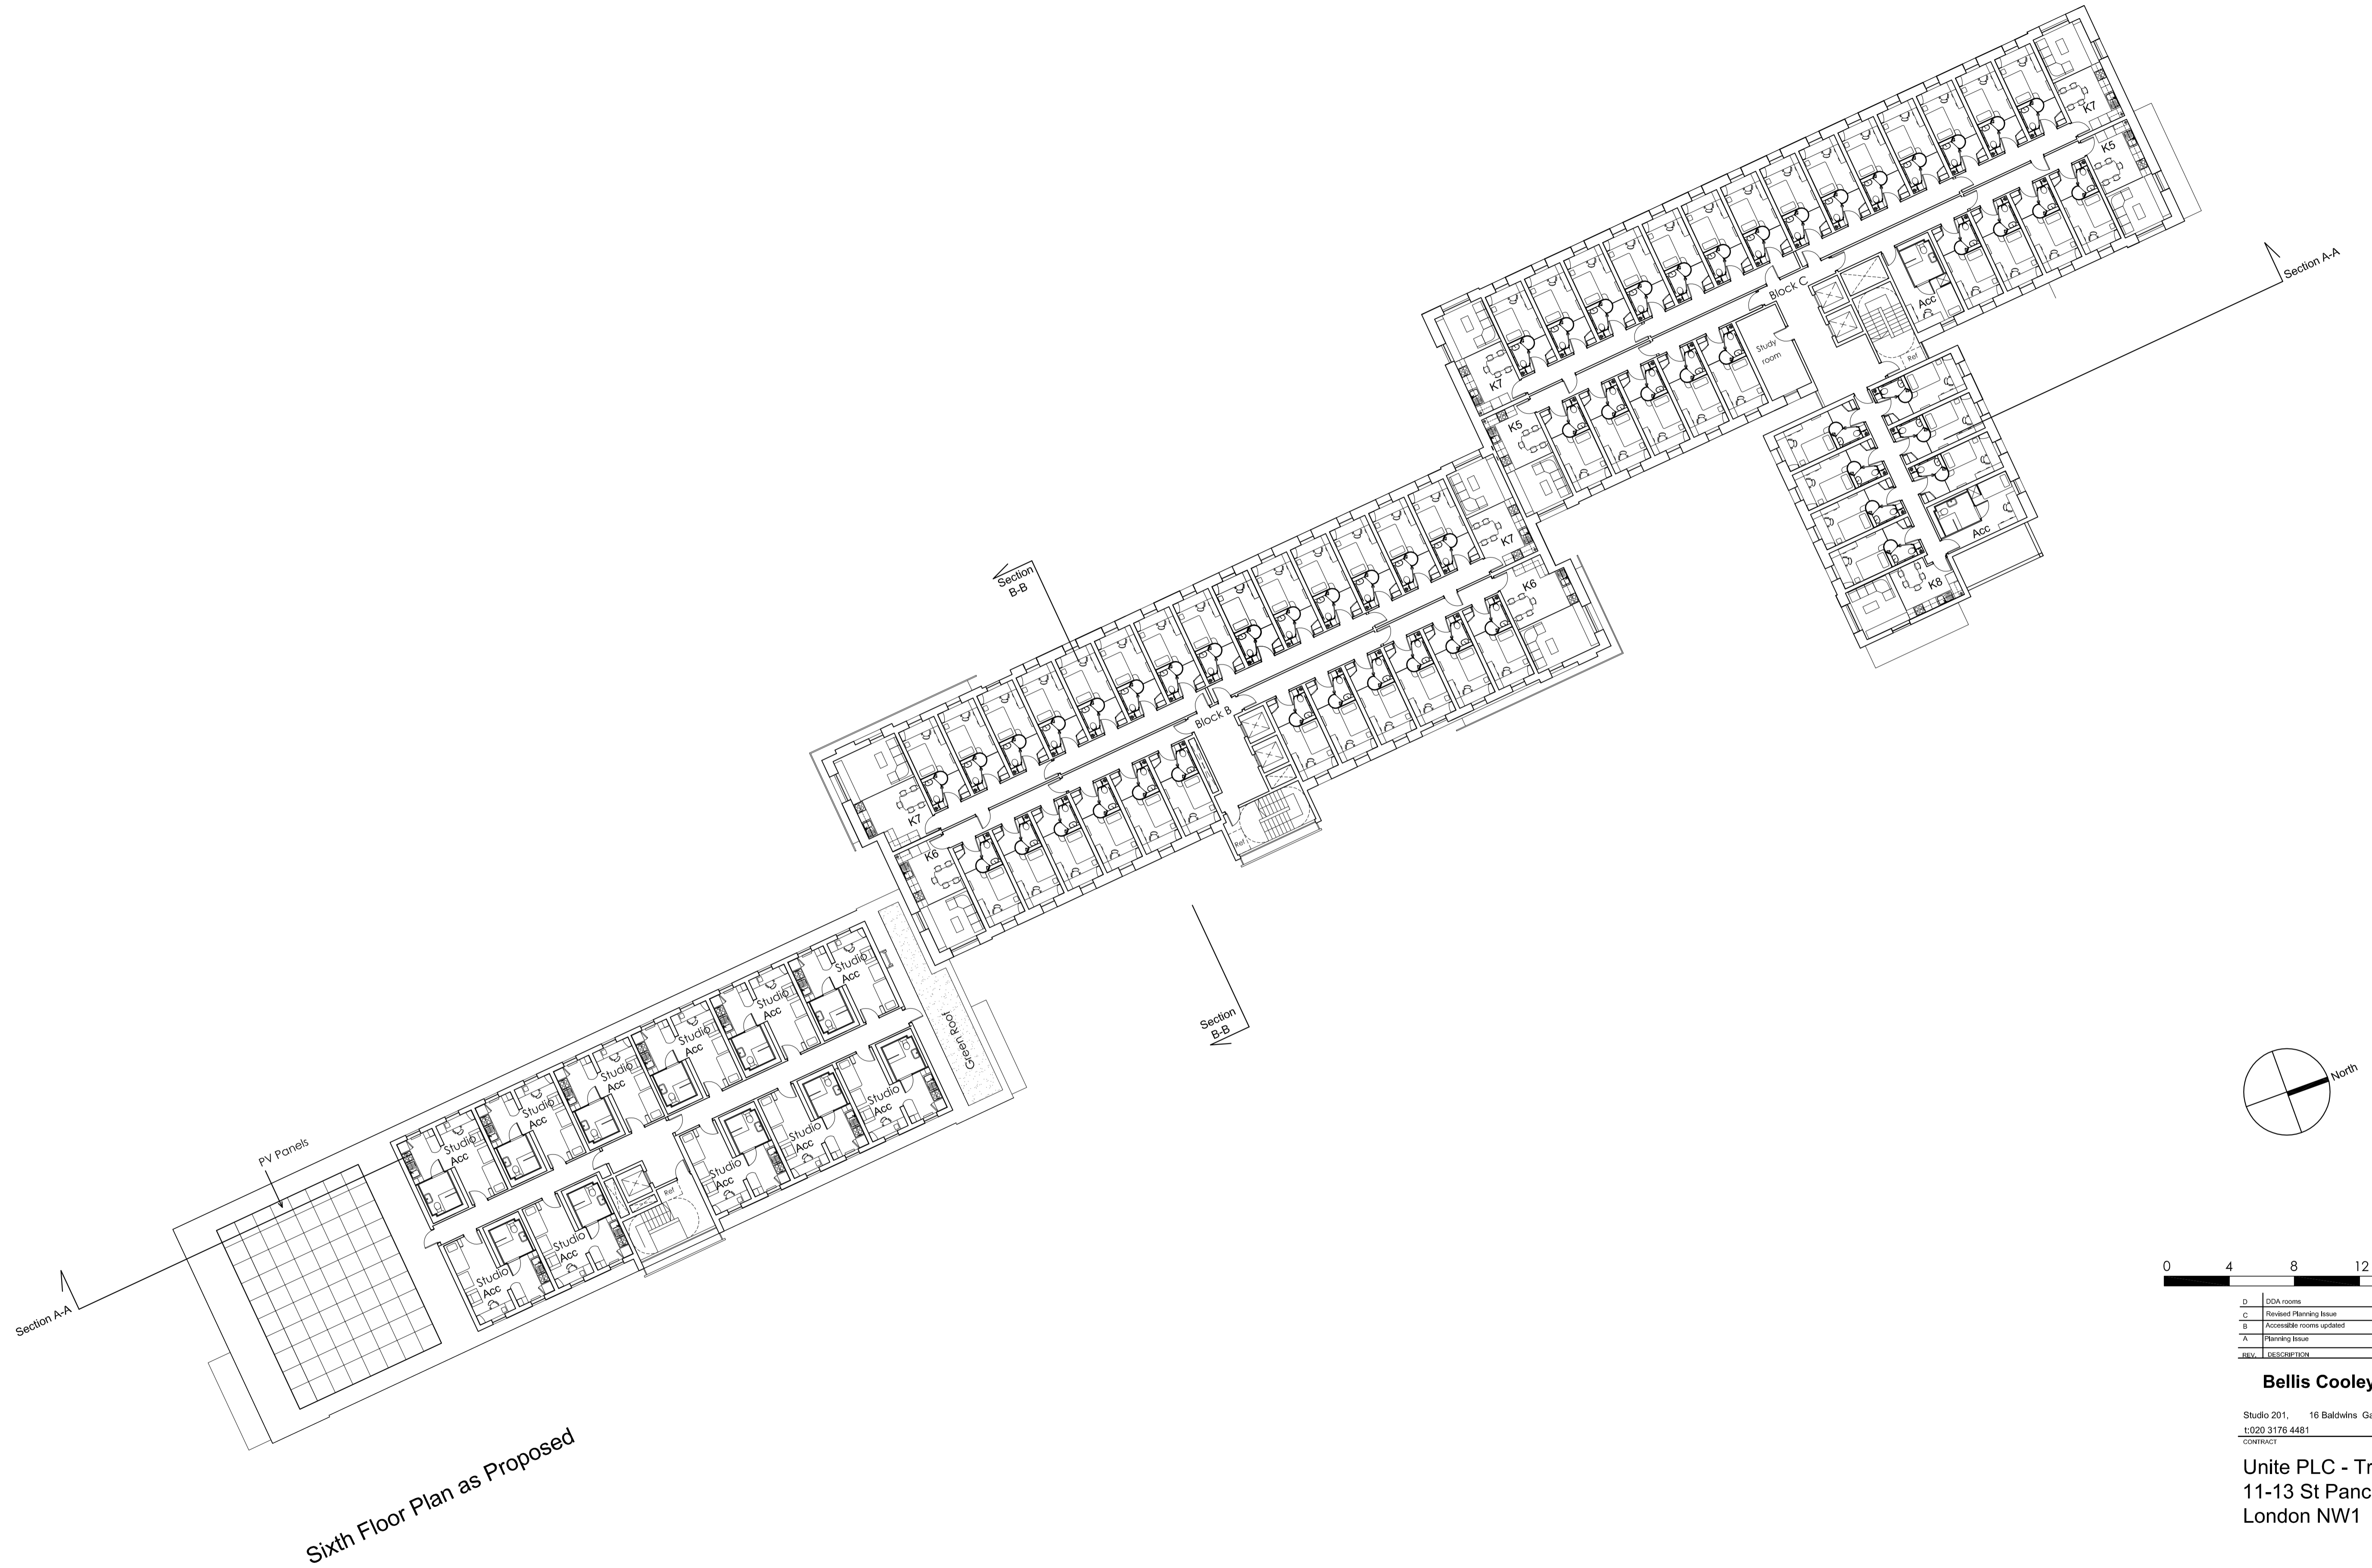 K7
K5
Section A-A
Block C
Acc
Study
room
Ref
K7
K5
Acc
K8
K7
K6
Section
B-B
Block B
K7
K6
Ref
Section
B-B
Studio
Acc
Studio
Acc
Studio
Acc
Studio
Acc
Studio
Acc
Studio
Acc
Green Roof
Studio
Acc
Studio
Acc
Studio
Acc
Ref
Studio
Acc
Studio
Acc
PV Panels
Section A-A
Sixth Floor Plan as Proposed
North
0 4 8 12
D DDA rooms
C Revised Planning Issue
B Accessible rooms updated
A Planning Issue
REV. DESCRIPTION
Bellis Cooley
Studio 201, 16 Baldwins Ga
t:020 3176 4481
CONTRACT
Unite PLC - Tr
11-13 St Panc
London NW1